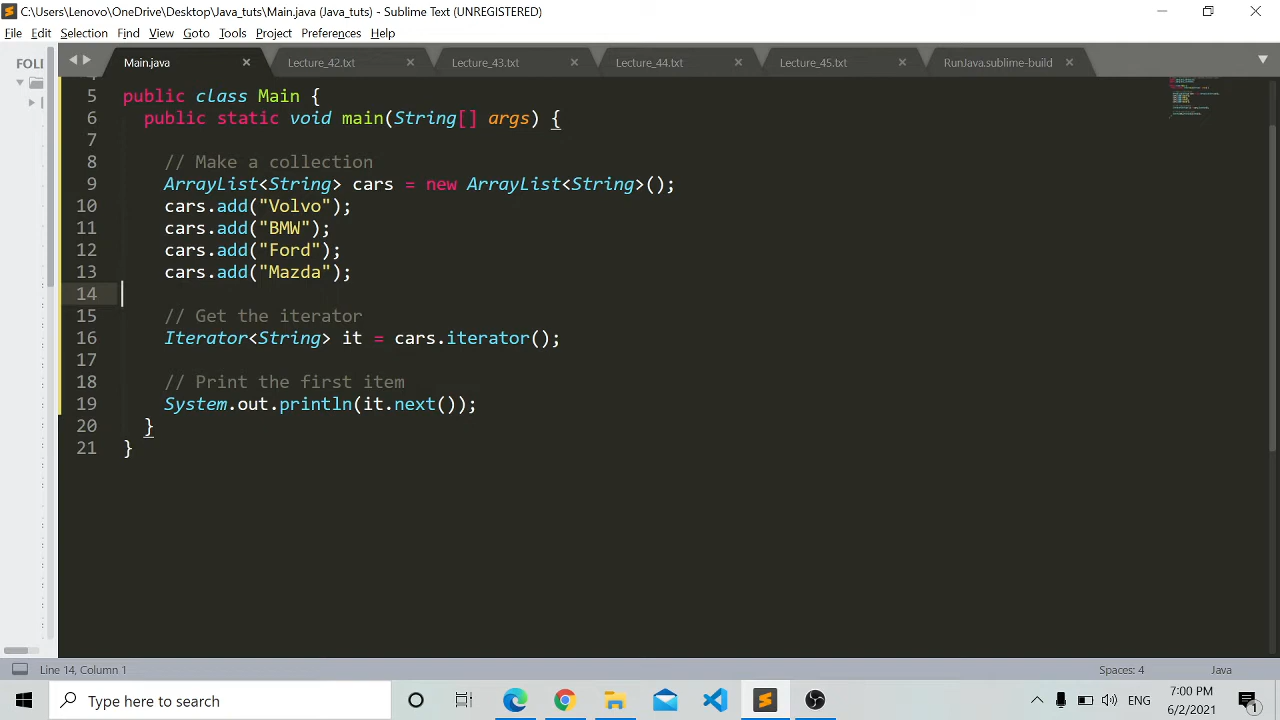 C:\Users\Lenovo\OneDrive\Desktop\Java_tuts\Main.java (Java_tuts) - Sublime Text (UNREGISTERED)
File Edit Selection Find View Goto Tools Project Preferences Help
FOLI
Main.java Lecture_42.txt Lecture_43.txt Lecture_44.txt Lecture_45.txt RunJava.sublime-build
5 public class Main {
6 public static void main(String[] args) {
7
8 // Make a collection
9 ArrayList<String> cars = new ArrayList<String>();
10 cars.add("Volvo");
11 cars.add("BMW");
12 cars.add("Ford");
13 cars.add("Mazda");
14
15 // Get the iterator
16 Iterator<String> it = cars.iterator();
17
18 // Print the first item
19 System.out.println(it.next());
20 }
21 }
Line 14, Column 1 Spaces: 4 Java
Type here to search ENG 7:00 PM
6/2/2021 1